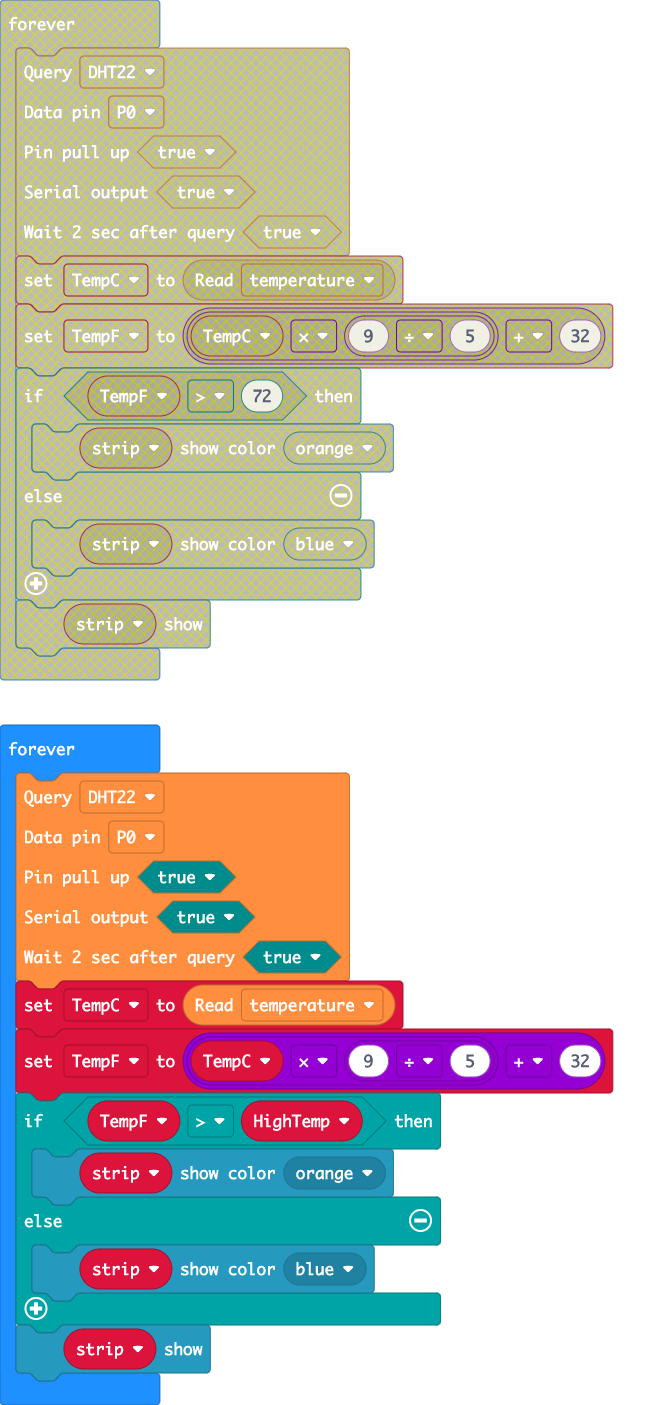 forever
Query DHT22
Data pin P0
Pin pull up true
Serial output true
Wait 2 sec after query true
set TempC to Read temperature
set TempF to TempC × 9 ÷ 5 + 32
if TempF > 72 then
strip show color orange
else
strip show color blue
strip show
forever
Query DHT22
Data pin P0
Pin pull up true
Serial output true
Wait 2 sec after query true
set TempC to Read temperature
set TempF to TempC × 9 ÷ 5 + 32
if TempF > HighTemp then
strip show color orange
else
strip show color blue
strip show